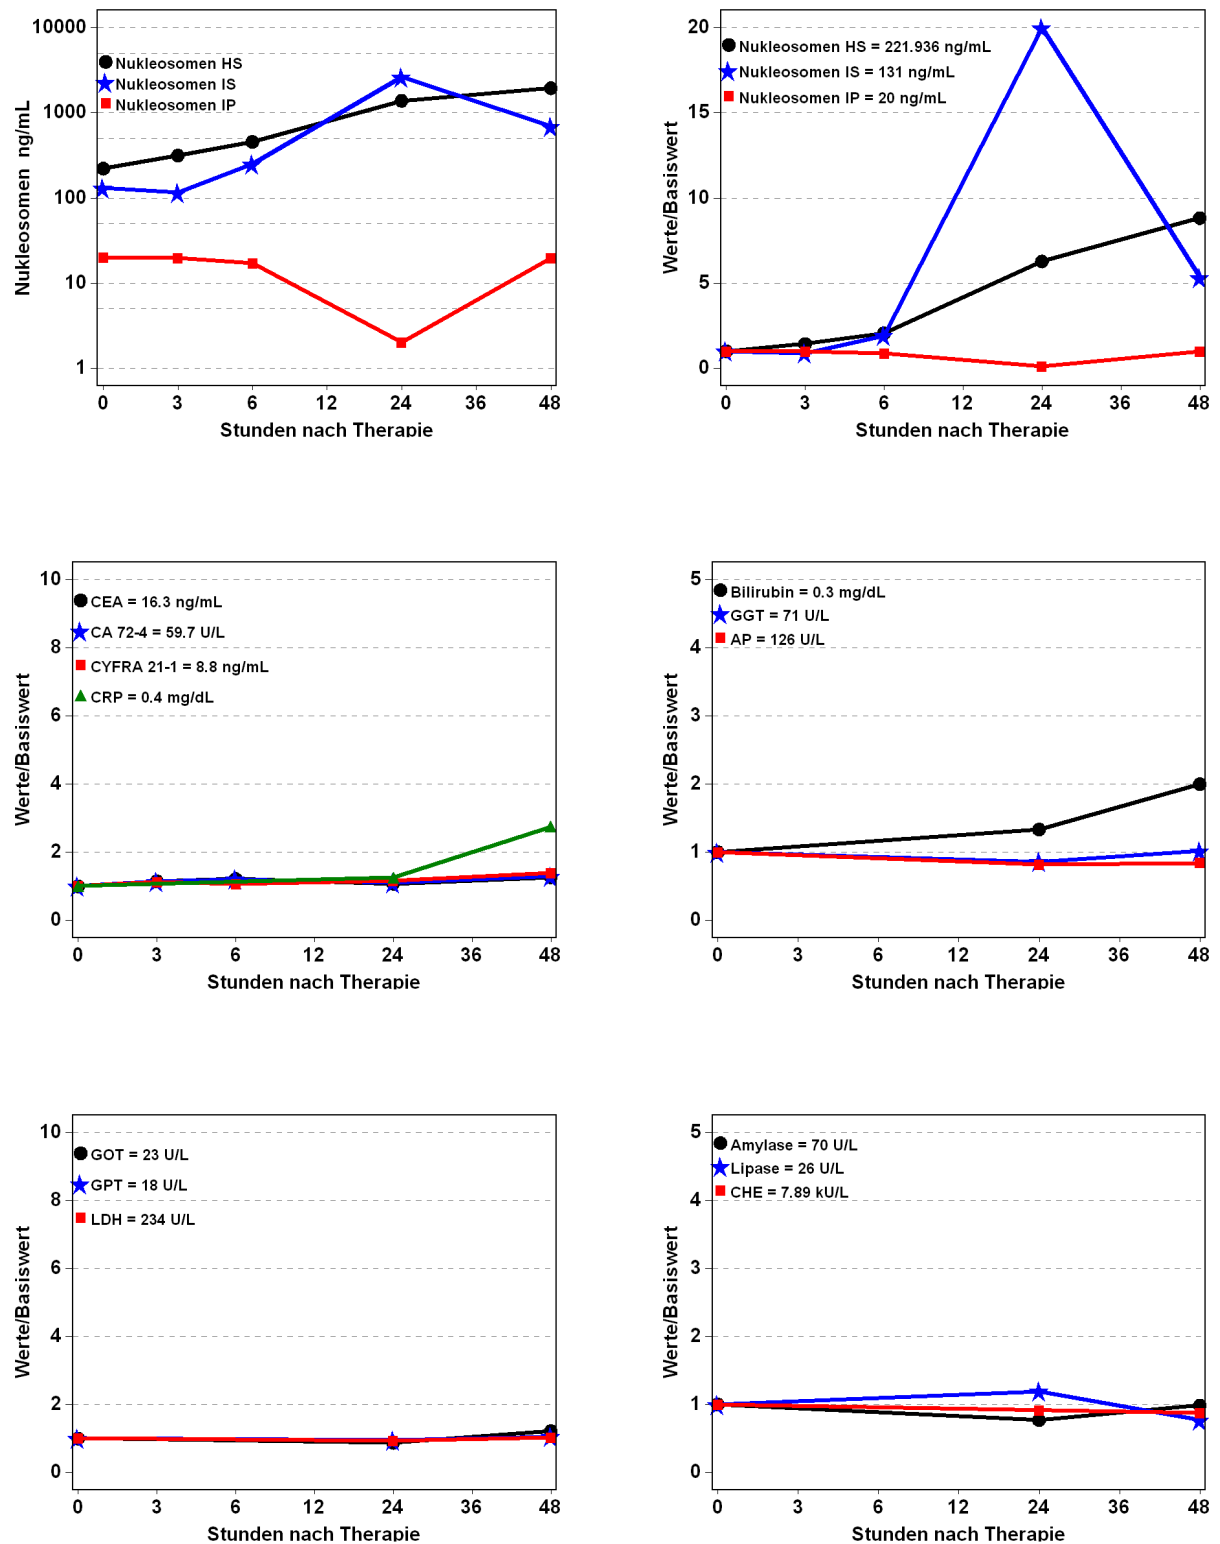 10000
1000
100
10
1
Nukleosomen ng/mL
Nukleosomen HS
Nukleosomen IS
Nukleosomen IP
0 3 6 12 24 36 48
Stunden nach Therapie
20
15
10
5
0
Werte/Basiswert
Nukleosomen HS = 221.936 ng/mL
Nukleosomen IS = 131 ng/mL
Nukleosomen IP = 20 ng/mL
0 3 6 12 24 36 48
Stunden nach Therapie
10
8
6
4
2
0
Werte/Basiswert
CEA = 16.3 ng/mL
CA 72-4 = 59.7 U/L
CYFRA 21-1 = 8.8 ng/mL
CRP = 0.4 mg/dL
0 3 6 12 24 36 48
Stunden nach Therapie
5
4
3
2
1
0
Werte/Basiswert
Bilirubin = 0.3 mg/dL
GGT = 71 U/L
AP = 126 U/L
0 3 6 12 24 36 48
Stunden nach Therapie
10
8
6
4
2
0
Werte/Basiswert
GOT = 23 U/L
GPT = 18 U/L
LDH = 234 U/L
0 3 6 12 24 36 48
Stunden nach Therapie
5
4
3
2
1
0
Werte/Basiswert
Amylase = 70 U/L
Lipase = 26 U/L
CHE = 7.89 kU/L
0 3 6 12 24 36 48
Stunden nach Therapie